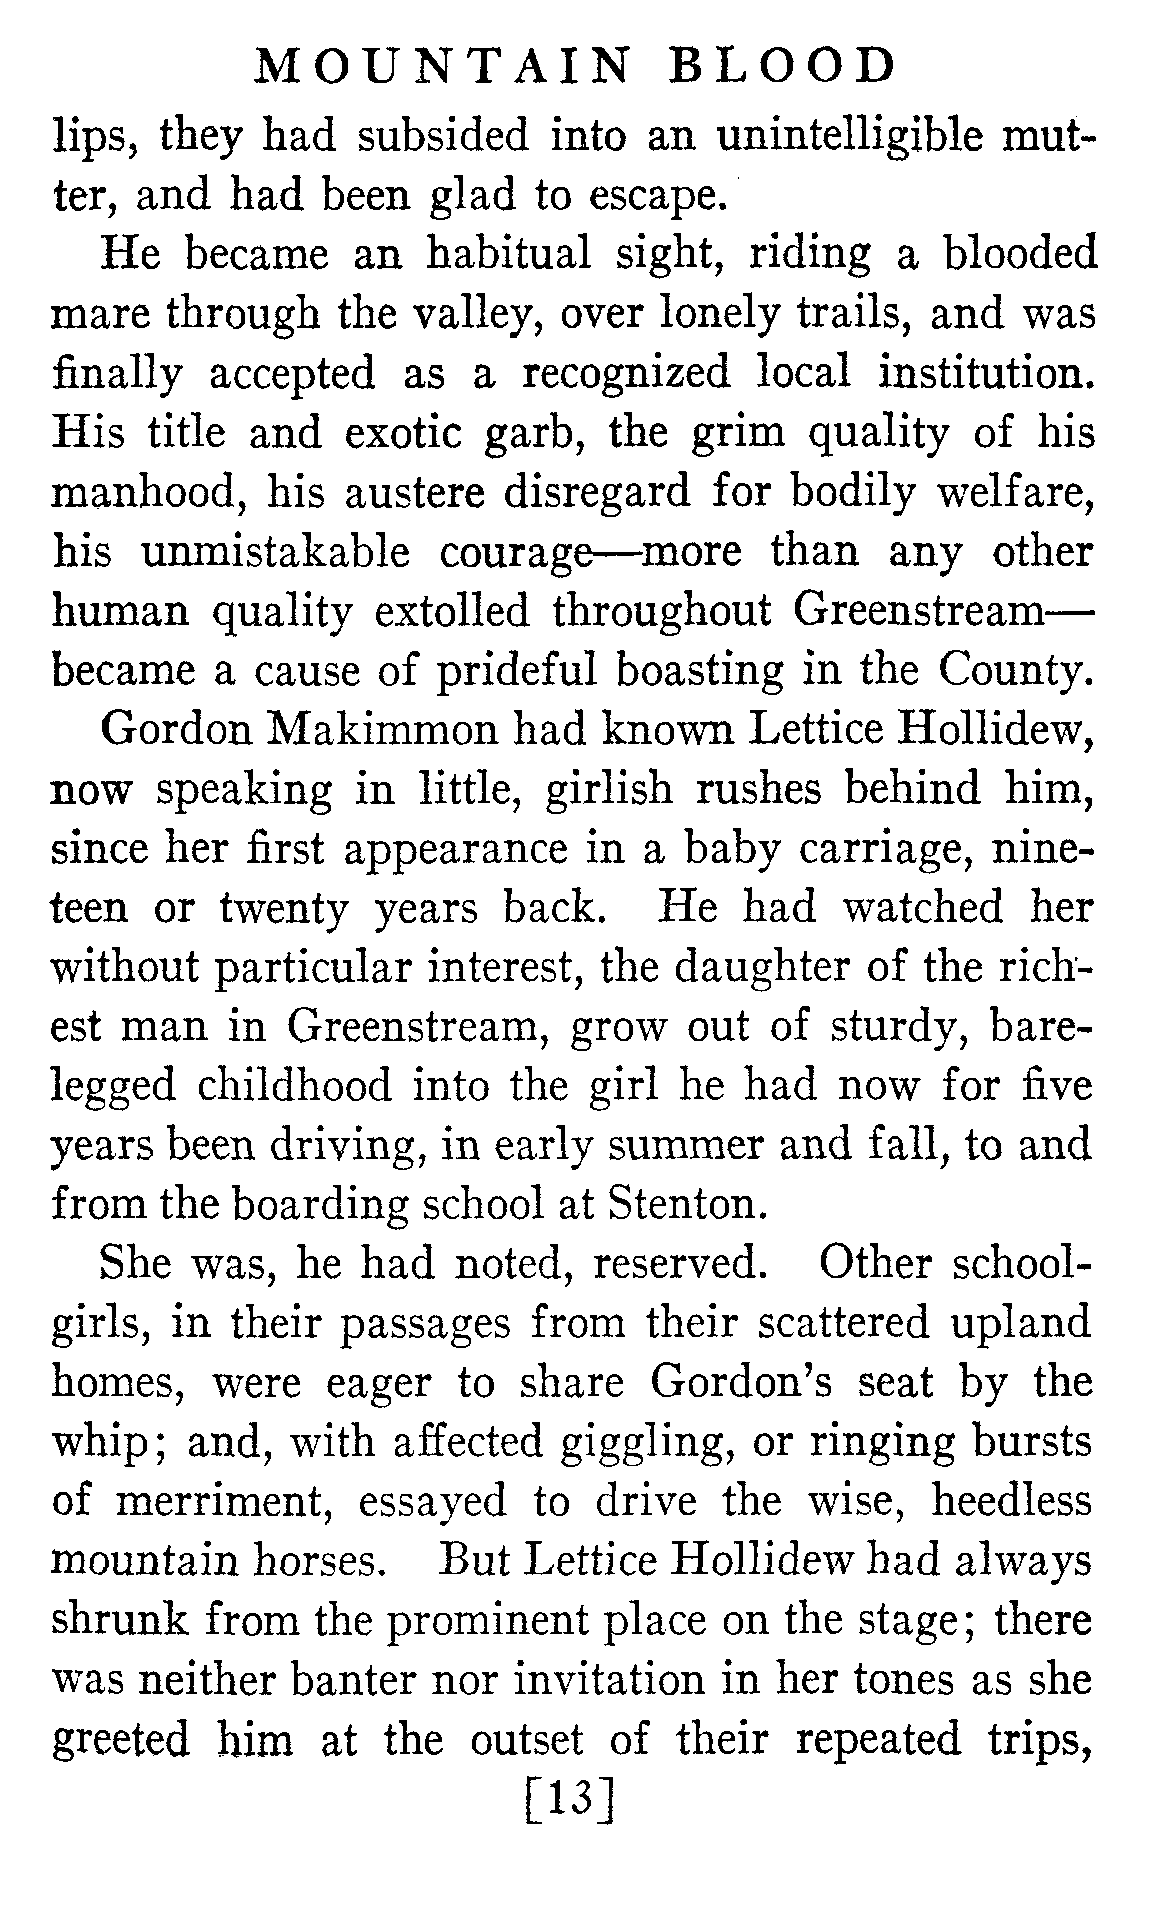 MOUNTAIN BLOOD
lips, they had subsided into an unintelligible mut-
ter, and had been glad to escape.
He became an habitual sight, riding a blooded
mare through the valley, over lonely trails, and was
finally accepted as a recognized local institution.
His title and exotic garb, the grim quality of his
manhood, his austere disregard for bodily welfare,
his unmistakable courage—more than any other
human quality extolled throughout Greenstream—
became a cause of prideful boasting in the County.
Gordon Makimmon had known Lettice Hollidew,
now speaking in little, girlish rushes behind him,
since her first appearance in a baby carriage, nine-
teen or twenty years back. He had watched her
without particular interest, the daughter of the rich-
est man in Greenstream, grow out of sturdy, bare-
legged childhood into the girl he had now for five
years been driving, in early summer and fall, to and
from the boarding school at Stenton.
She was, he had noted, reserved. Other school-
girls, in their passages from their scattered upland
homes, were eager to share Gordon's seat by the
whip; and, with affected giggling, or ringing bursts
of merriment, essayed to drive the wise, heedless
mountain horses. But Lettice Hollidew had always
shrunk from the prominent place on the stage; there
was neither banter nor invitation in her tones as she
greeted him at the outset of their repeated trips,
[13]